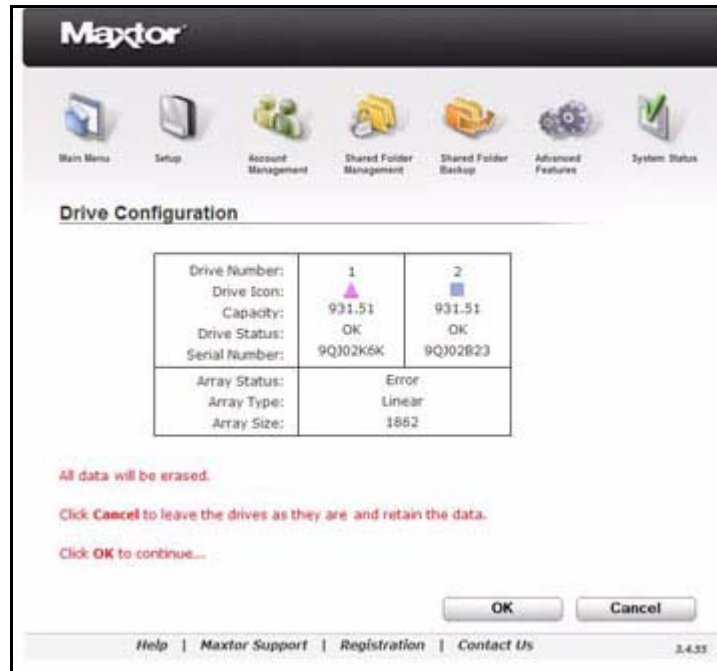 Maxtor
Main Menu
Setup
Account Management
Shared Folder Management
Shared Folder Backup
Advanced Features
System Status
Drive Configuration
Drive Number: 1 2
Drive Icon:
Capacity: 931.51 931.51
Drive Status: OK OK
Serial Number: 9QJ02K6K 9QJ02B23
Array Status: Error
Array Type: Linear
Array Size: 1862
All data will be erased.
Click Cancel to leave the drives as they are and retain the data.
Click OK to continue...
OK Cancel
Help | Maxtor Support | Registration | Contact Us